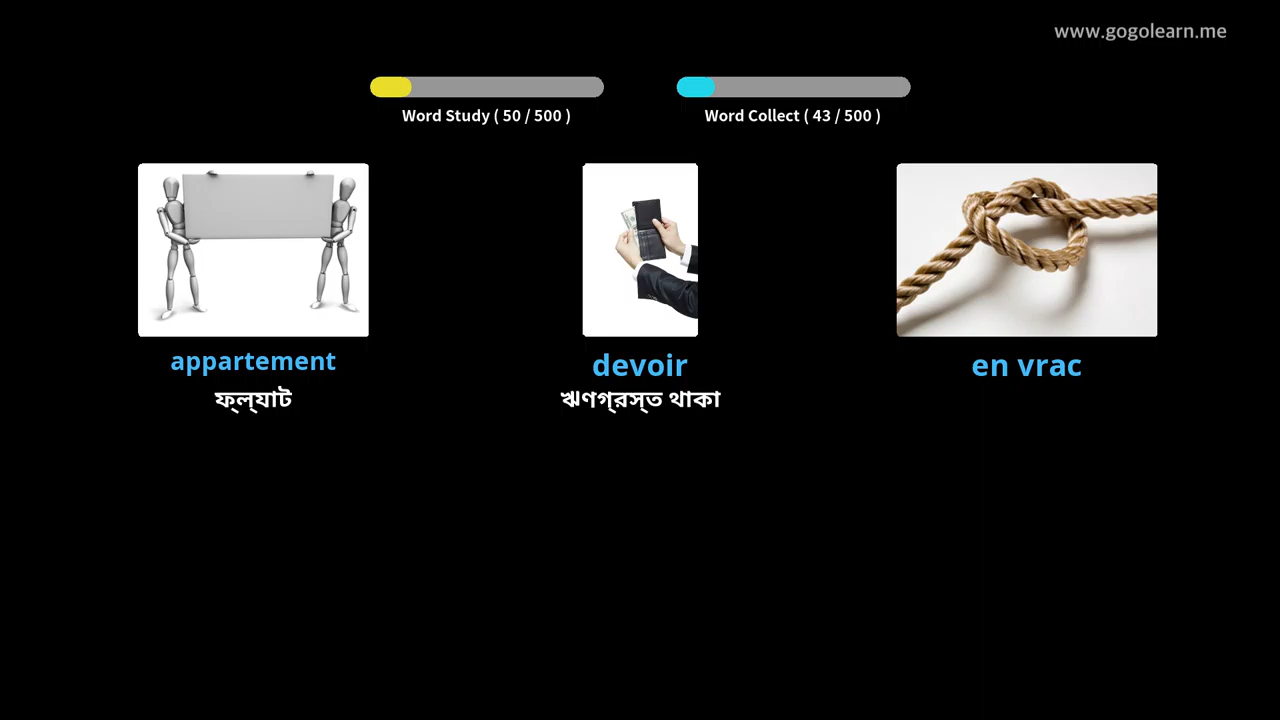 www.gogolearn.me
Word Study ( 50 / 500 )
Word Collect ( 43 / 500 )
appartement
devoir
en vrac
ফ্ল্যাট
ঋণগ্রস্ত থাকা